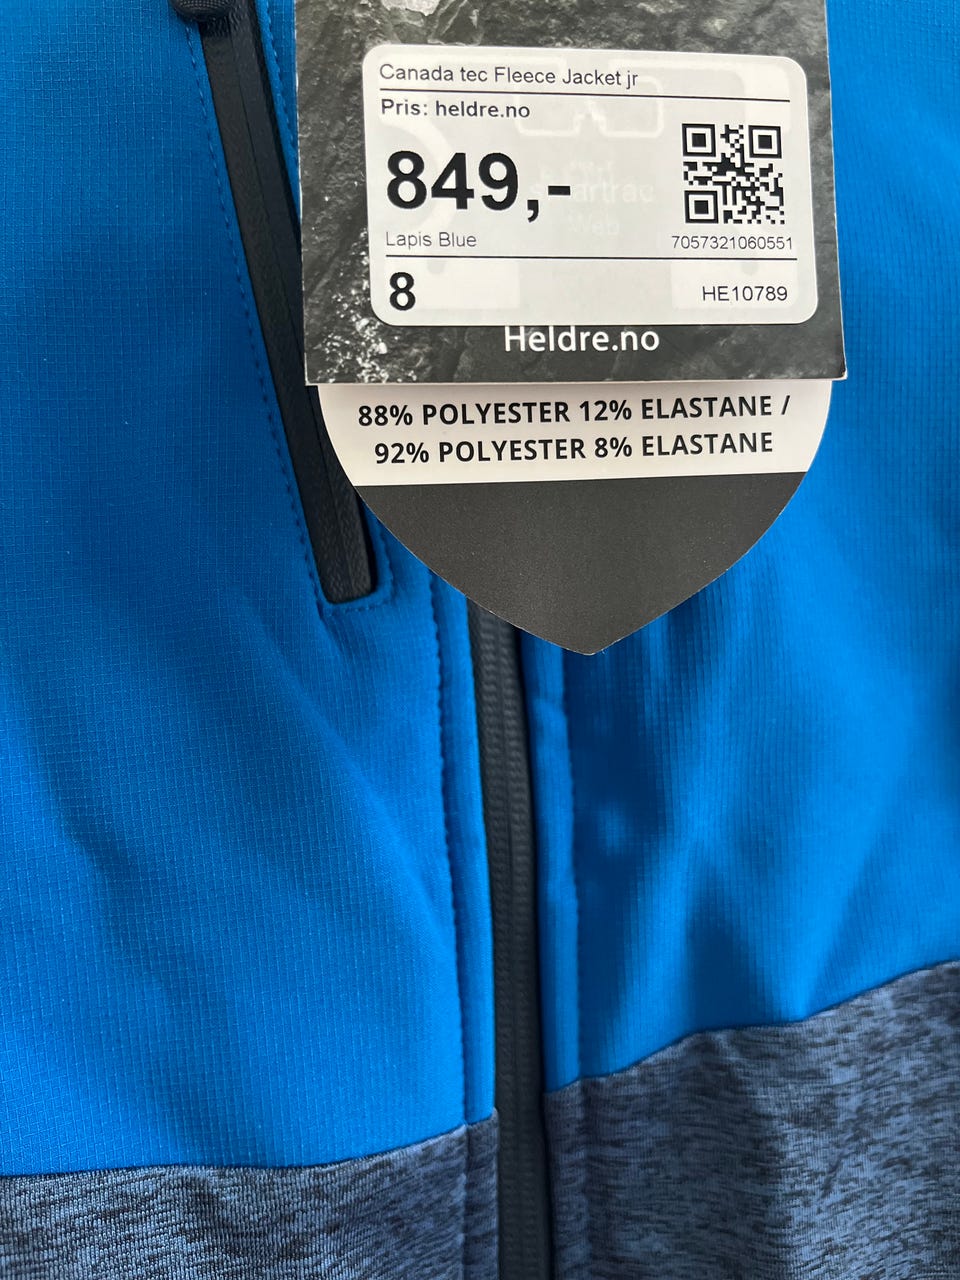 Canada tec Fleece Jacket jr
Pris: heldre.no
849,-
Lapis Blue
7057321060551
8
HE10789
Heldre.no
88% POLYESTER 12% ELASTANE /
92% POLYESTER 8% ELASTANE